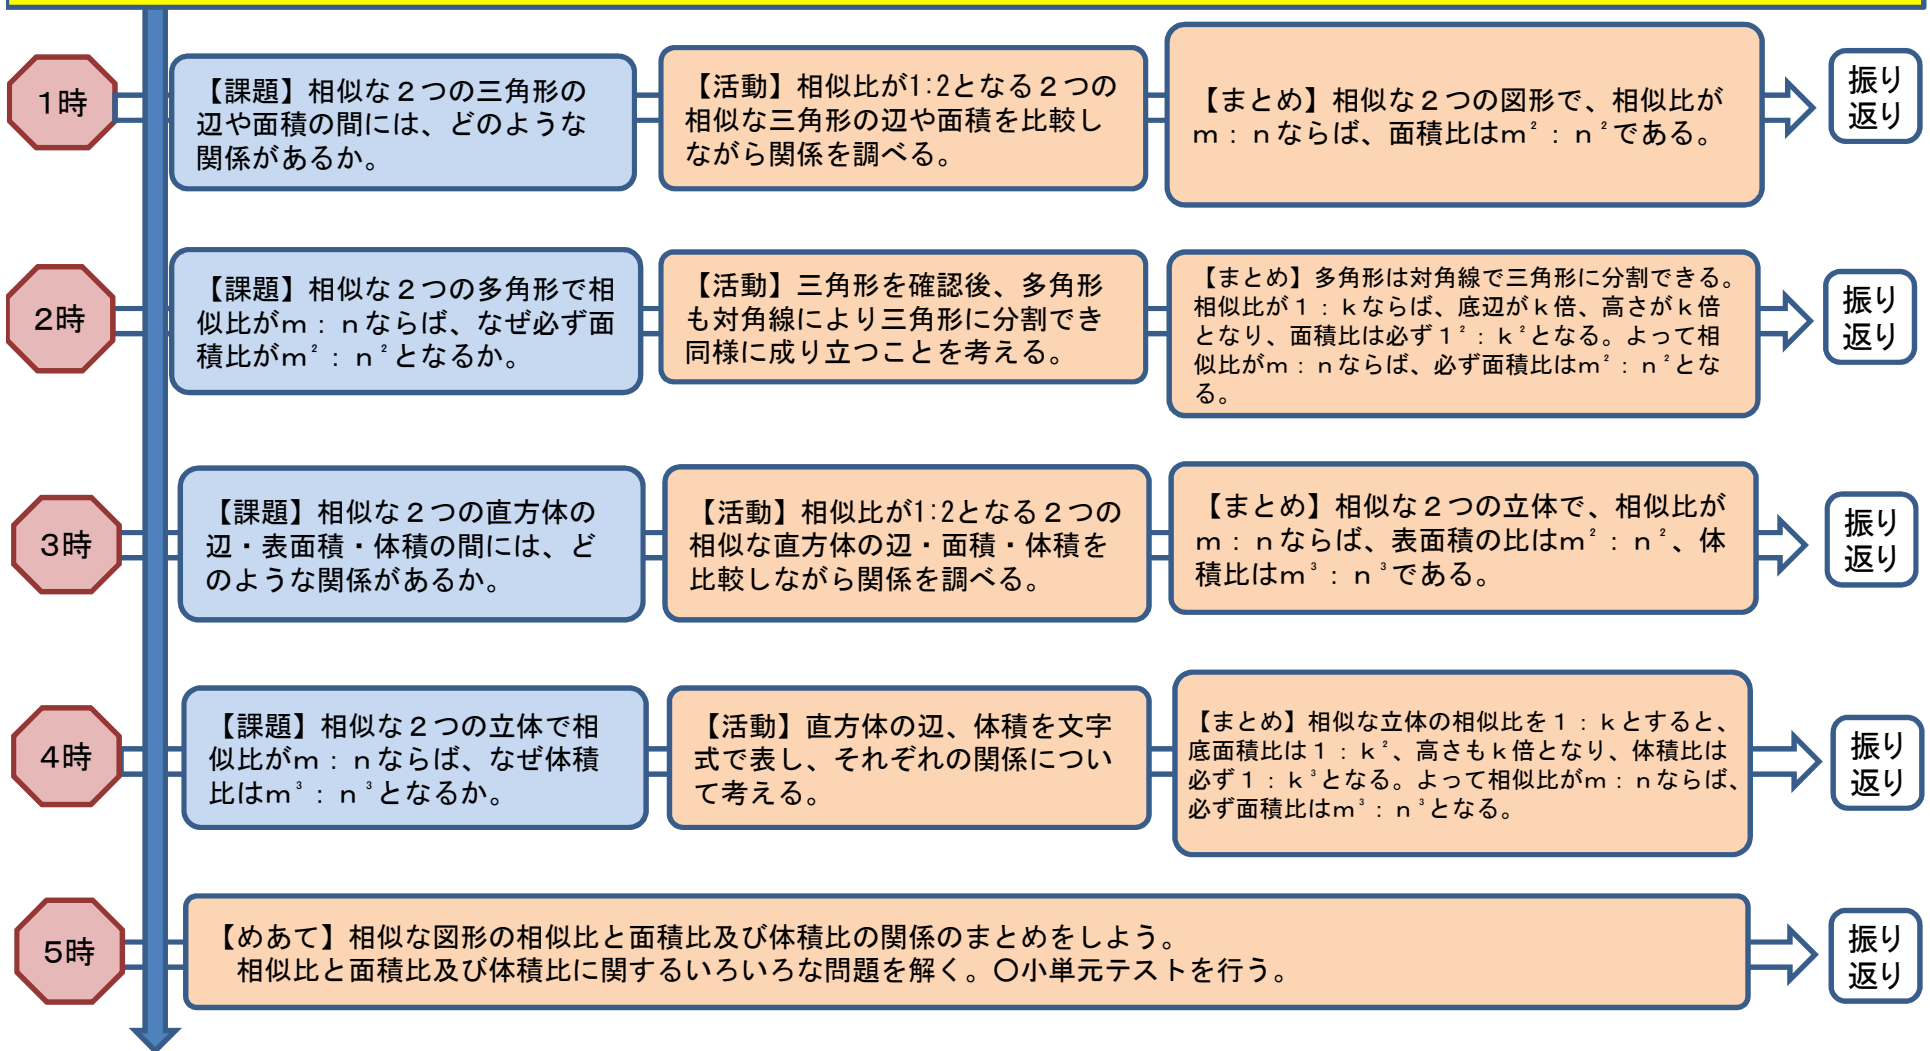 1時
【課題】相似な2つの三角形の
辺や面積の間には、どのような
関係があるか。
【活動】相似比が1:2となる2つの
相似な三角形の辺や面積を比較し
ながら関係を調べる。
【まとめ】相似な2つの図形で、相似比が
m:nならば、面積比はm²:n²である。
振り
返り
2時
【課題】相似な2つの多角形で相
似比がm:nならば、なぜ必ず面
積比がm²:n²となるか。
【活動】三角形を確認後、多角形
も対角線により三角形に分割でき
同様に成り立つことを考える。
【まとめ】多角形は対角線で三角形に分割できる。
相似比が1:kならば、底辺がk倍、高さがk倍
となり、面積比は必ず1²:k²となる。よって相
似比がm:nならば、必ず面積比はm²:n²とな
る。
振り
返り
3時
【課題】相似な2つの直方体の
辺・表面積・体積の間には、ど
のような関係があるか。
【活動】相似比が1:2となる2つの
相似な直方体の辺・面積・体積を
比較しながら関係を調べる。
【まとめ】相似な2つの立体で、相似比が
m:nならば、表面積の比はm²:n²、体
積比はm³:n³である。
振り
返り
4時
【課題】相似な2つの立体で相
似比がm:nならば、なぜ体積
比はm³:n³となるか。
【活動】直方体の辺、体積を文字
式で表し、それぞれの関係につい
て考える。
【まとめ】相似な立体の相似比を1:kとすると、
底面積比は1:k²、高さもk倍となり、体積比は
必ず1:k³となる。よって相似比がm:nならば、
必ず面積比はm³:n³となる。
振り
返り
5時
【めあて】相似な図形の相似比と面積比及び体積比の関係のまとめをしよう。
相似比と面積比及び体積比に関するいろいろな問題を解く。〇小単元テストを行う。
振り
返り